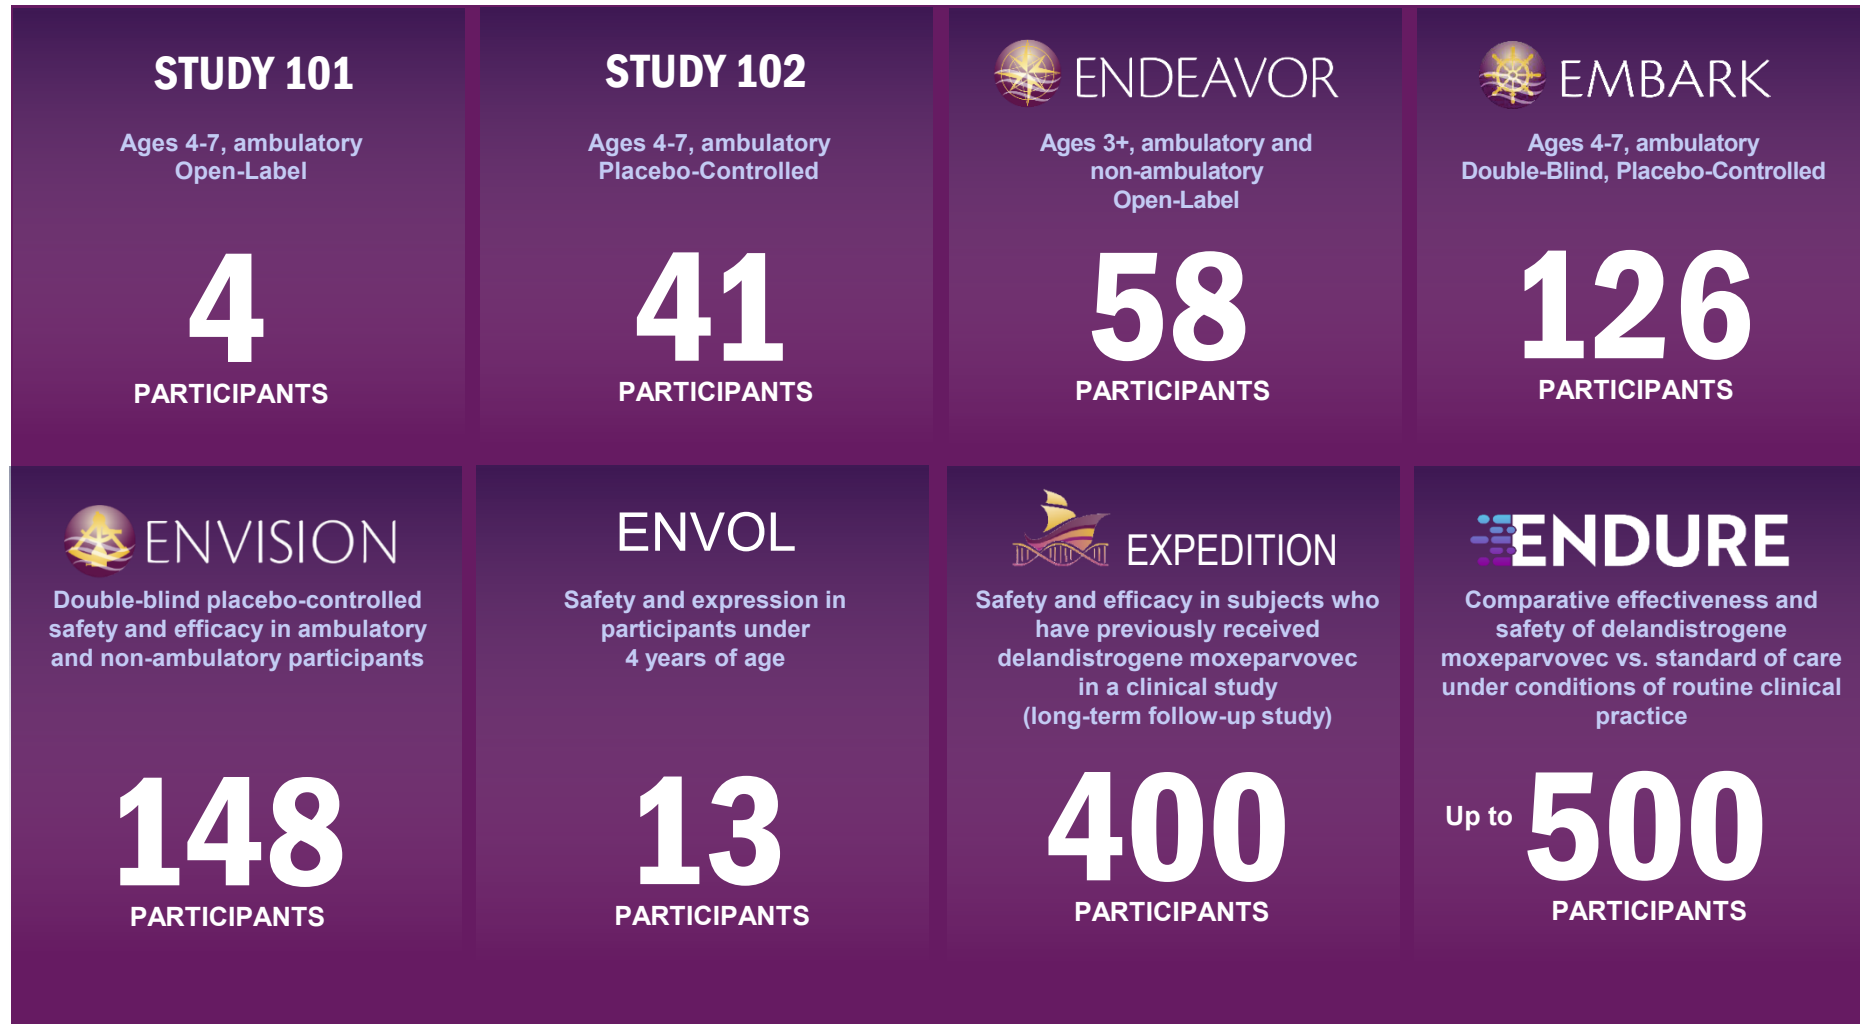 STUDY 101
Ages 4-7, ambulatory
Open-Label
4
PARTICIPANTS
STUDY 102
Ages 4-7, ambulatory
Placebo-Controlled
41
PARTICIPANTS
ENDEAVOR
Ages 3+, ambulatory and
non-ambulatory
Open-Label
58
PARTICIPANTS
EMBARK
Ages 4-7, ambulatory
Double-Blind, Placebo-Controlled
126
PARTICIPANTS
ENVISION
Double-blind placebo-controlled
safety and efficacy in ambulatory
and non-ambulatory participants
148
PARTICIPANTS
ENVOL
Safety and expression in
participants under
4 years of age
13
PARTICIPANTS
EXPEDITION
Safety and efficacy in subjects who
have previously received
delandistrogene moxeparvovec
in a clinical study
(long-term follow-up study)
400
PARTICIPANTS
ENDURE
Comparative effectiveness and
safety of delandistrogene
moxeparvovec vs. standard of care
under conditions of routine clinical
practice
Up to 500
PARTICIPANTS